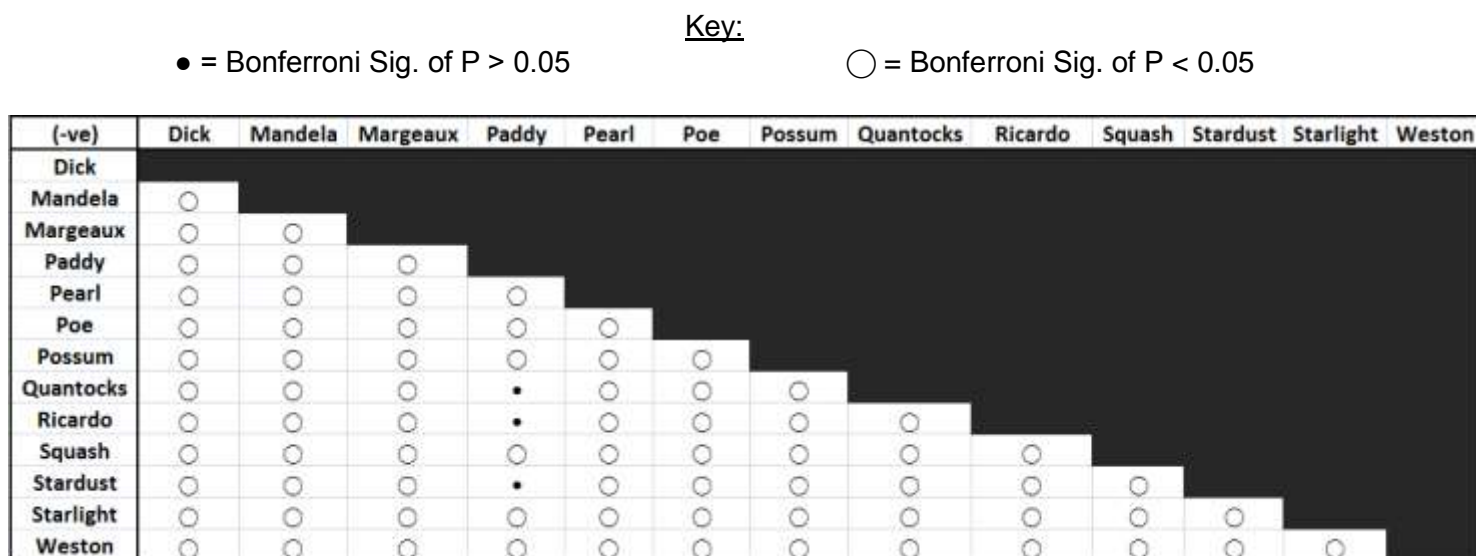 Key:
● = Bonferroni Sig. of P > 0.05 ◯ = Bonferroni Sig. of P < 0.05
(-ve) Dick Mandela Margeaux Paddy Pearl Poe Possum Quantocks Ricardo Squash Stardust Starlight Weston
Dick
Mandela ◯
Margeaux ◯ ◯
Paddy ◯ ◯ ◯
Pearl ◯ ◯ ◯ ◯
Poe ◯ ◯ ◯ ◯ ◯
Possum ◯ ◯ ◯ ◯ ◯ ◯
Quantocks ◯ ◯ ◯ ● ◯ ◯ ◯
Ricardo ◯ ◯ ◯ ● ◯ ◯ ◯ ◯
Squash ◯ ◯ ◯ ◯ ◯ ◯ ◯ ◯ ◯
Stardust ◯ ◯ ◯ ● ◯ ◯ ◯ ◯ ◯ ◯
Starlight ◯ ◯ ◯ ◯ ◯ ◯ ◯ ◯ ◯ ◯ ◯
Weston ◯ ◯ ◯ ◯ ◯ ◯ ◯ ◯ ◯ ◯ ◯ ◯